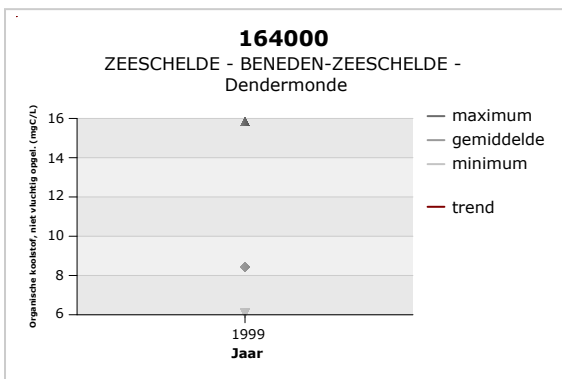 164000
ZEESCHELDE - BENEDEN-ZEESCHELDE -
Dendermonde
Organische koolstof, niet vluchtig opgel. (mgC/L)
16
14
12
10
8
6
1999
Jaar
maximum
gemiddelde
minimum
trend